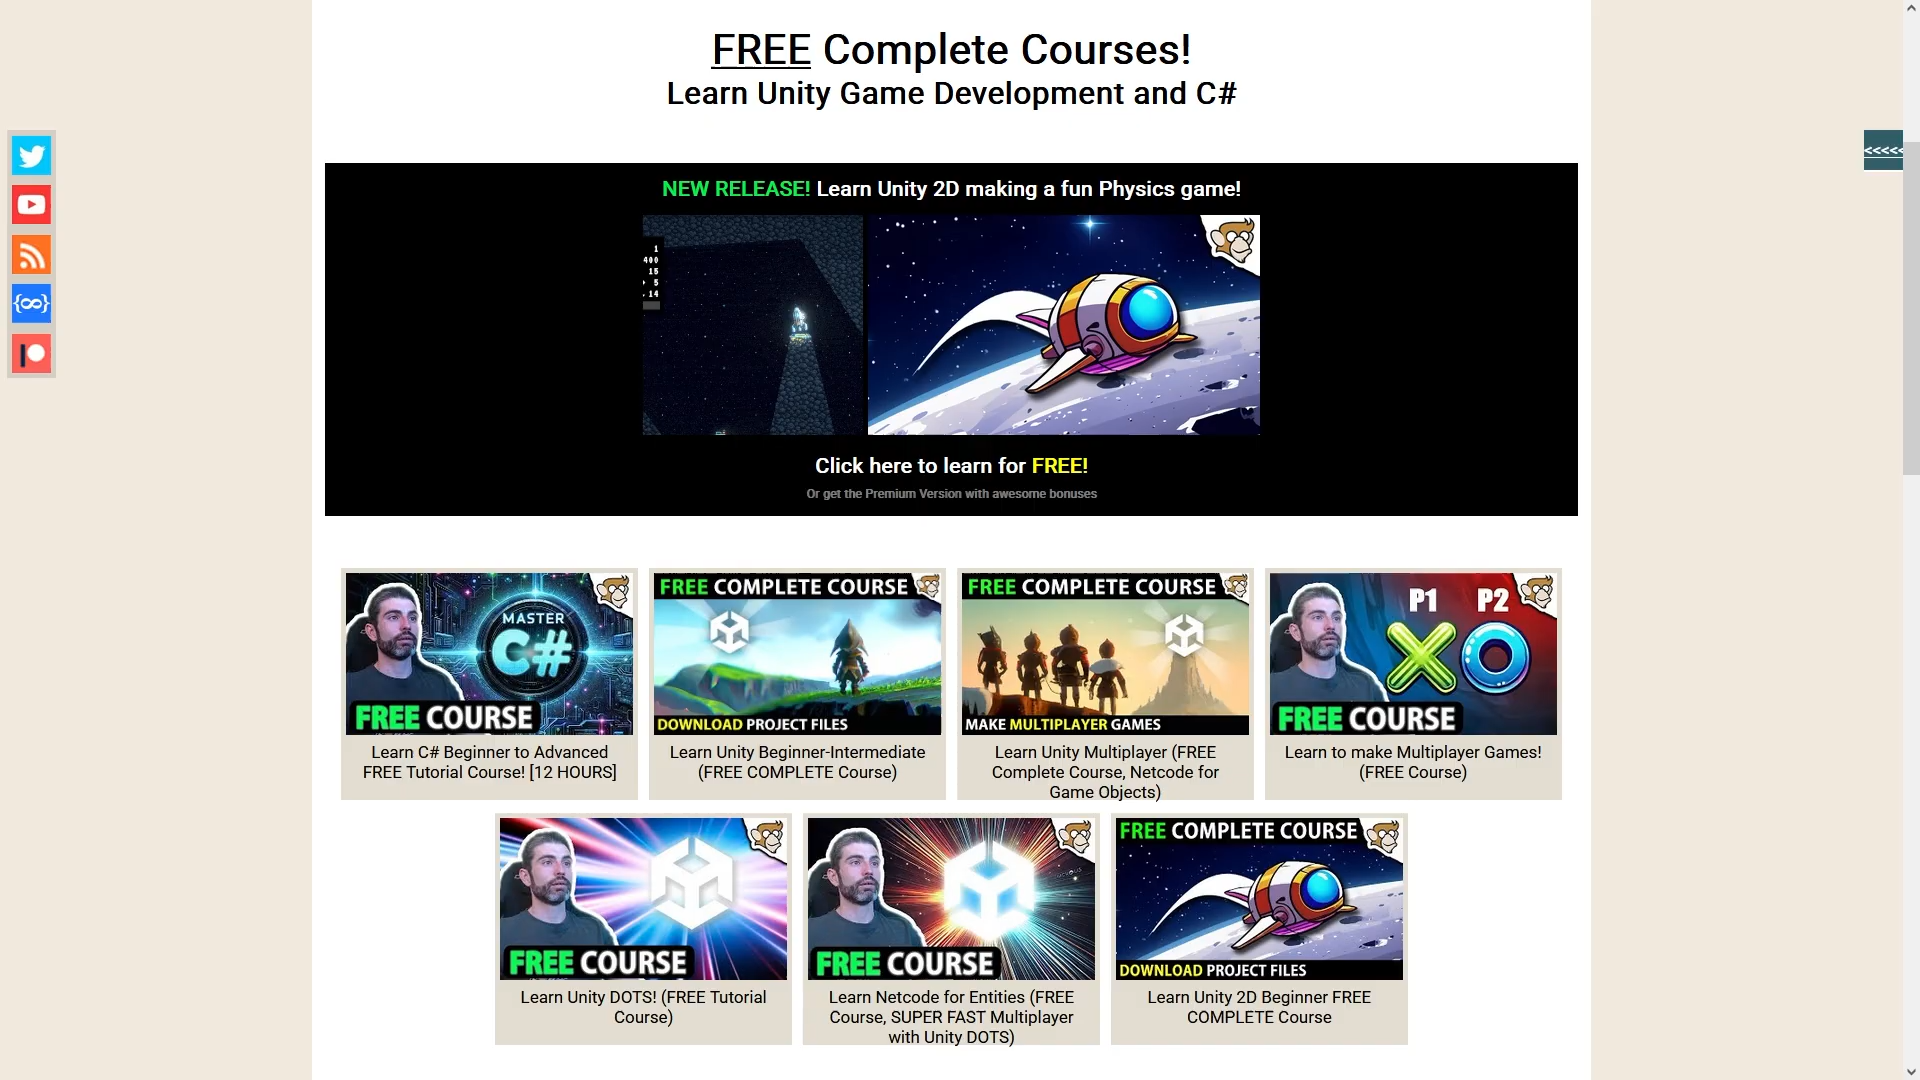 FREE Complete Courses!
Learn Unity Game Development and C#
<<<<<
NEW RELEASE! Learn Unity 2D making a fun Physics game!
1
400
15
5
14
Click here to learn for FREE!
Or get the Premium Version with awesome bonuses
MASTER
C#
FREE COURSE
Learn C# Beginner to Advanced
FREE Tutorial Course! [12 HOURS]
FREE COMPLETE COURSE
DOWNLOAD PROJECT FILES
Learn Unity Beginner-Intermediate
(FREE COMPLETE Course)
FREE COMPLETE COURSE
MAKE MULTIPLAYER GAMES
Learn Unity Multiplayer (FREE
Complete Course, Netcode for
Game Objects)
P1 P2
X O
FREE COURSE
Learn to make Multiplayer Games!
(FREE Course)
FREE COURSE
Learn Unity DOTS! (FREE Tutorial
Course)
FREE COURSE
Learn Netcode for Entities (FREE
Course, SUPER FAST Multiplayer
with Unity DOTS)
FREE COMPLETE COURSE
DOWNLOAD PROJECT FILES
Learn Unity 2D Beginner FREE
COMPLETE Course